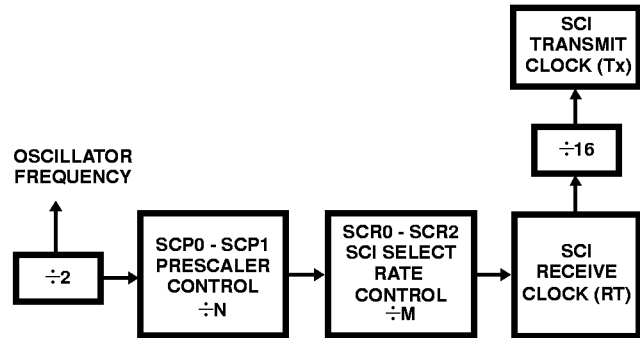 SCI
TRANSMIT
CLOCK (Tx)
÷16
OSCILLATOR
FREQUENCY
÷2
SCP0 - SCP1
PRESCALER
CONTROL
÷N
SCR0 - SCR2
SCI SELECT
RATE
CONTROL
÷M
SCI
RECEIVE
CLOCK (RT)